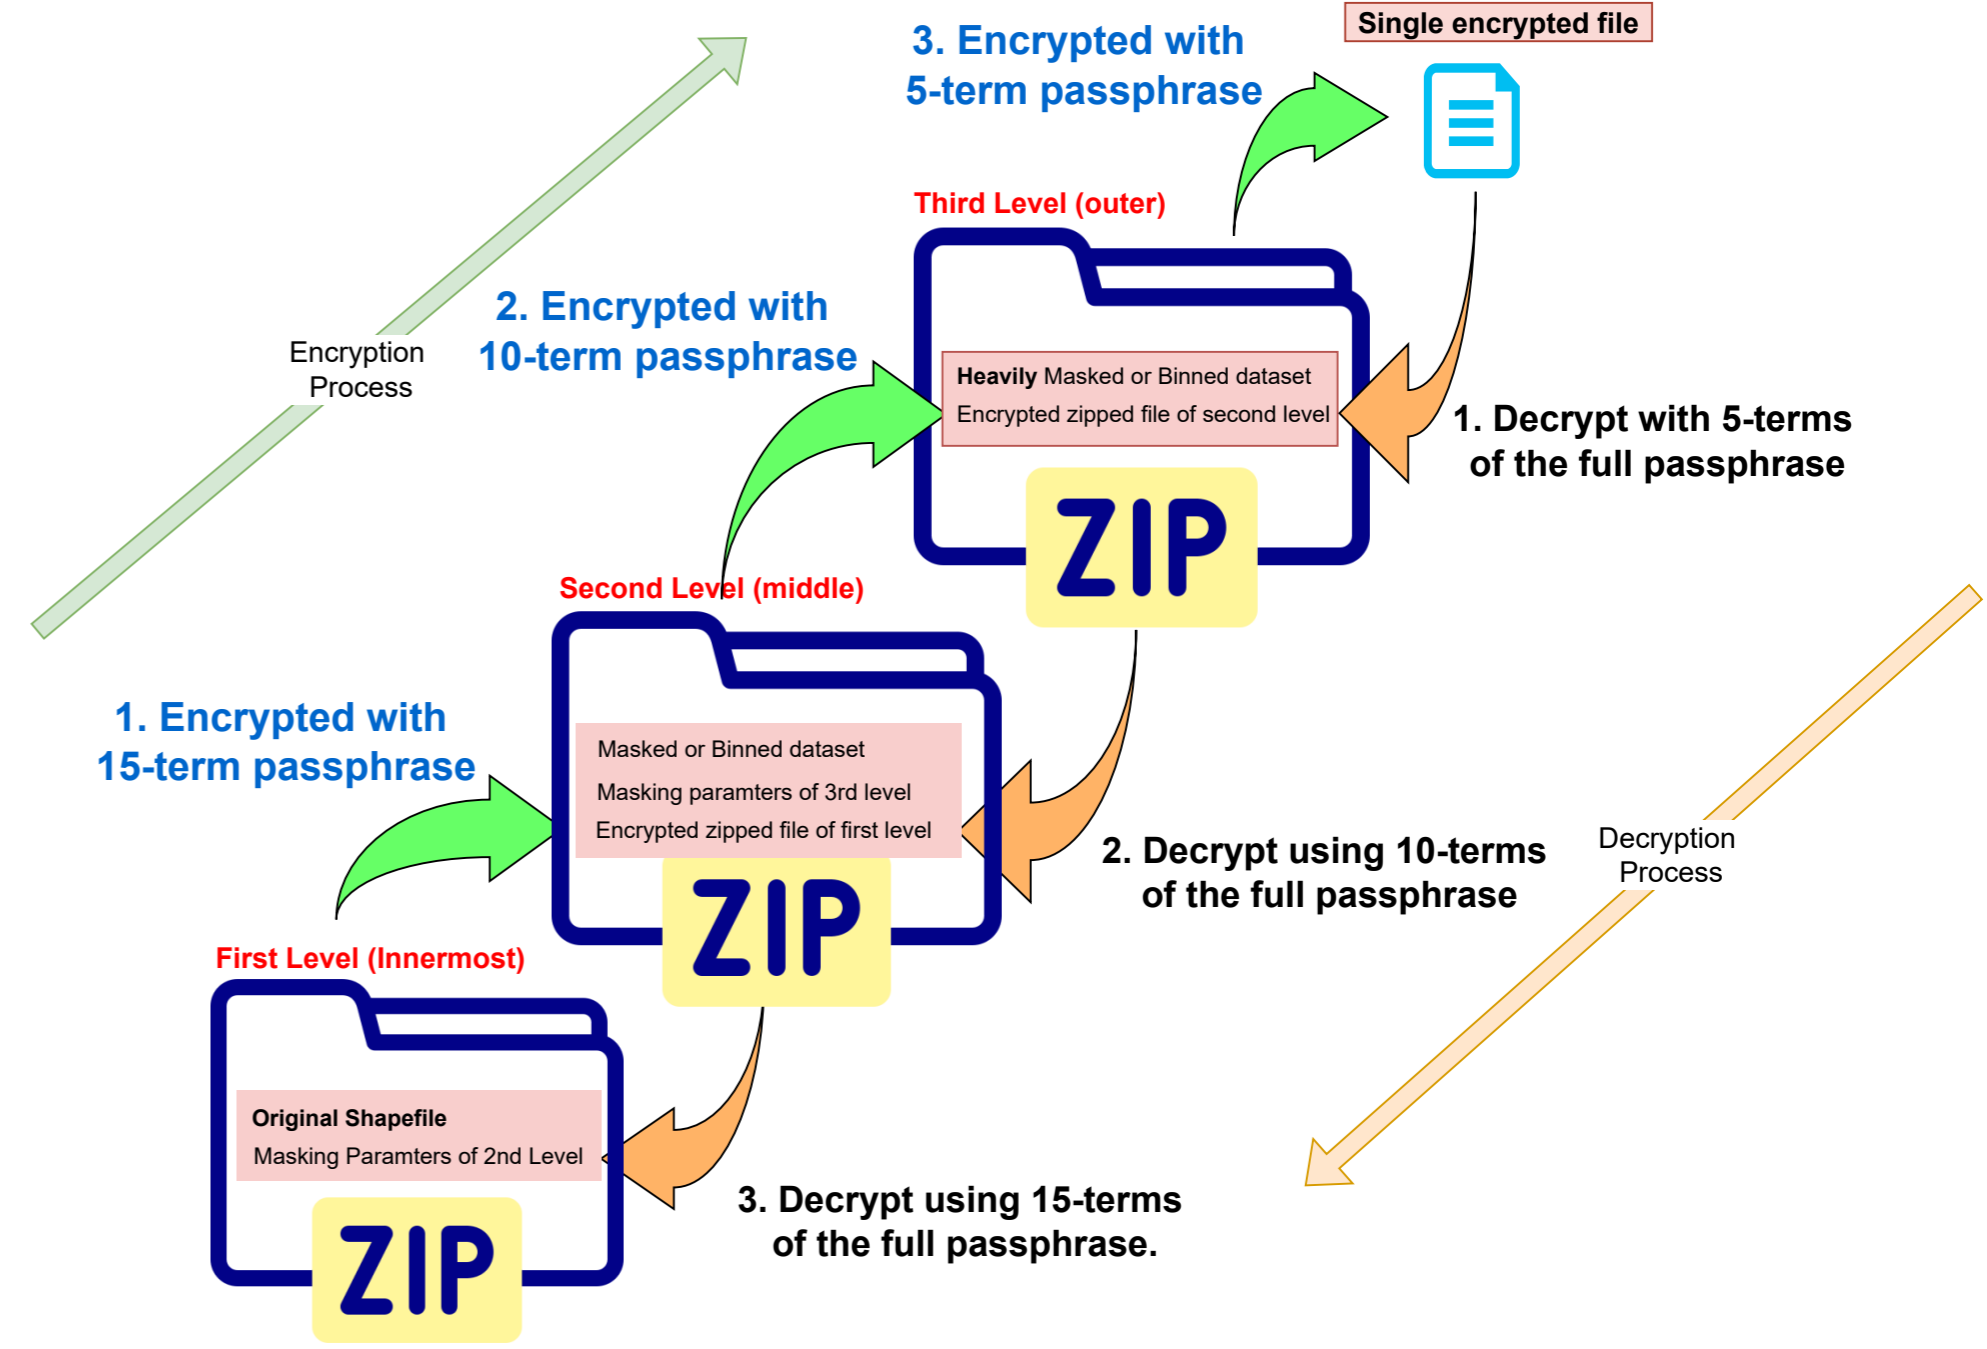 Single encrypted file
3. Encrypted with
5-term passphrase
Third Level (outer)
2. Encrypted with
10-term passphrase
Encryption
Process
Heavily Masked or Binned dataset
Encrypted zipped file of second level
1. Decrypt with 5-terms
of the full passphrase
ZIP
Second Level (middle)
1. Encrypted with
15-term passphrase
Masked or Binned dataset
Masking paramters of 3rd level
Encrypted zipped file of first level
Decryption
Process
2. Decrypt using 10-terms
of the full passphrase
ZIP
First Level (Innermost)
Original Shapefile
Masking Paramters of 2nd Level
3. Decrypt using 15-terms
of the full passphrase.
ZIP